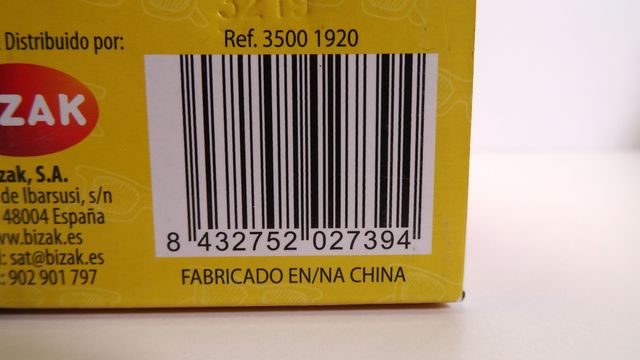 3219
Distribuido por:
ZAK
zak, S.A.
de Ibarsusi, s/n
48004 España
www.bizak.es
sat@bizak.es
902 901 797
Ref. 3500 1920
8 432752 027394
FABRICADO EN/NA CHINA